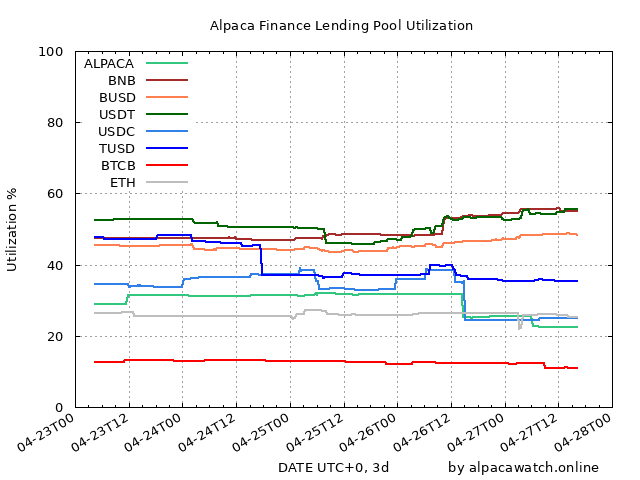 Alpaca Finance Lending Pool Utilization
100
80
60
40
20
0
Utilization %
ALPACA
BNB
BUSD
USDT
USDC
TUSD
BTCB
ETH
04-23T00
04-23T12
04-24T00
04-24T12
04-25T00
04-25T12
04-26T00
04-26T12
04-27T00
04-27T12
04-28T00
DATE UTC+0, 3d
by alpacawatch.online